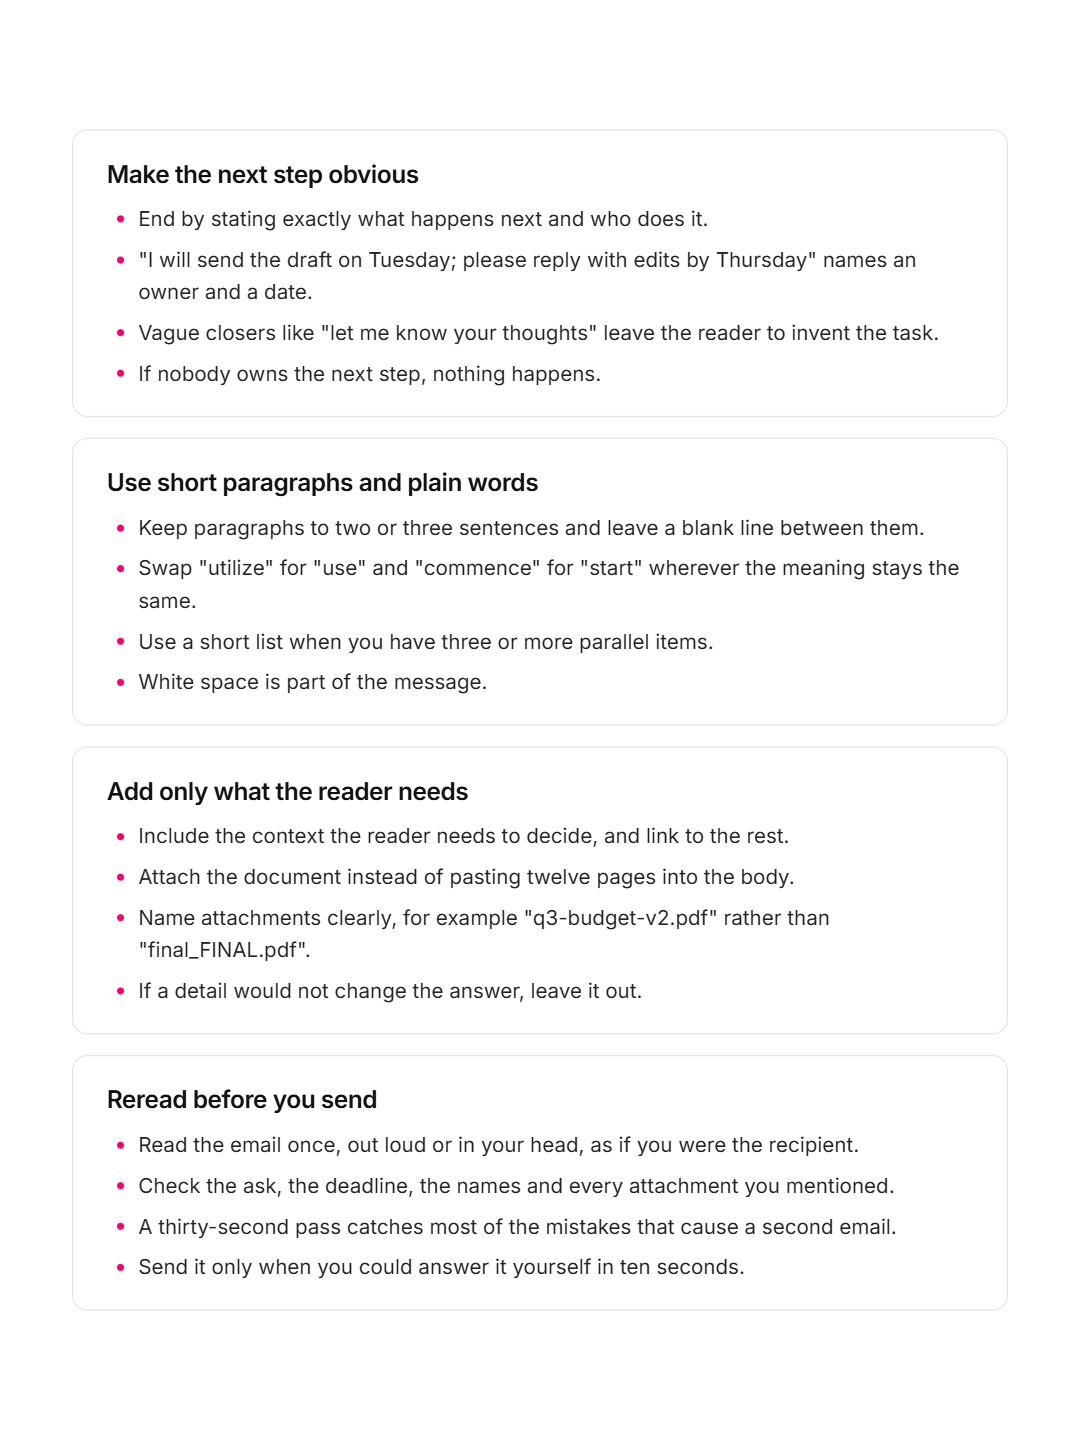 Make the next step obvious
End by stating exactly what happens next and who does it.
"I will send the draft on Tuesday; please reply with edits by Thursday" names an
owner and a date.
Vague closers like "let me know your thoughts" leave the reader to invent the task.
If nobody owns the next step, nothing happens.
Use short paragraphs and plain words
Keep paragraphs to two or three sentences and leave a blank line between them.
Swap "utilize" for "use" and "commence" for "start" wherever the meaning stays the
same.
Use a short list when you have three or more parallel items.
White space is part of the message.
Add only what the reader needs
Include the context the reader needs to decide, and link to the rest.
Attach the document instead of pasting twelve pages into the body.
Name attachments clearly, for example "q3-budget-v2.pdf" rather than
"final_FINAL.pdf".
If a detail would not change the answer, leave it out.
Reread before you send
Read the email once, out loud or in your head, as if you were the recipient.
Check the ask, the deadline, the names and every attachment you mentioned.
A thirty-second pass catches most of the mistakes that cause a second email.
Send it only when you could answer it yourself in ten seconds.